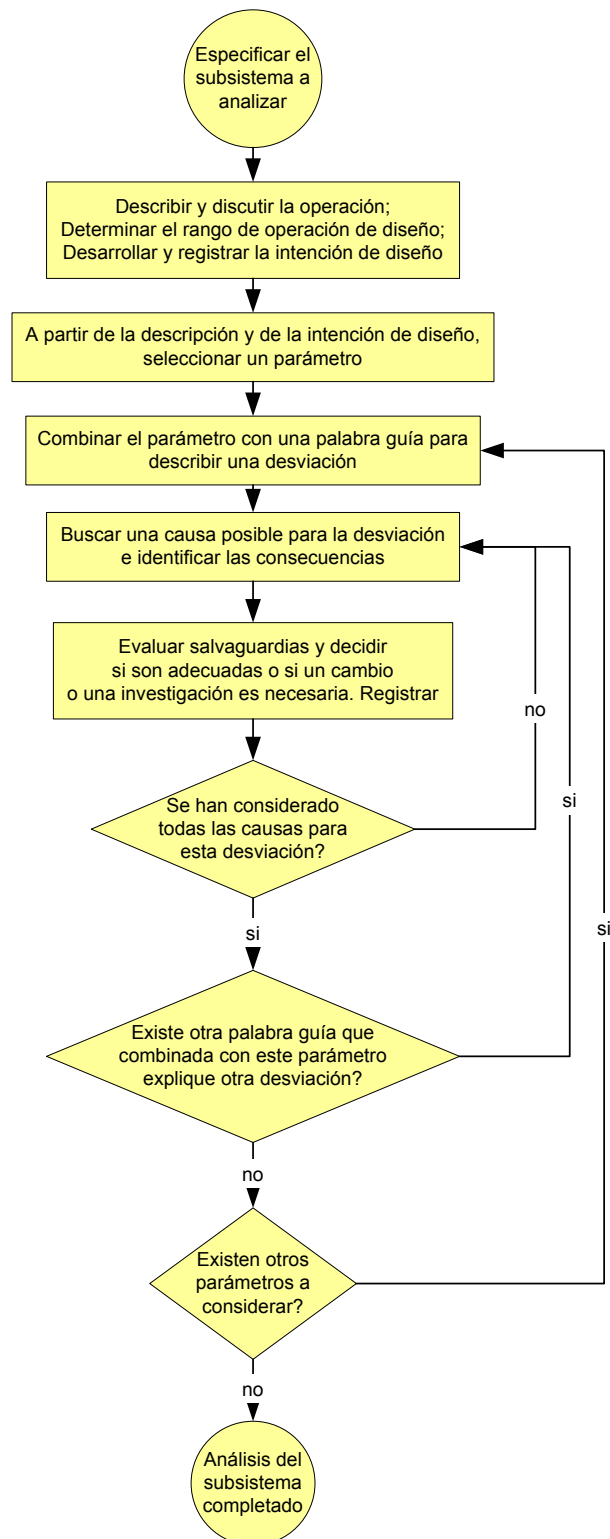 Especificar el
subsistema a
analizar
Describir y discutir la operación;
Determinar el rango de operación de diseño;
Desarrollar y registrar la intención de diseño
A partir de la descripción y de la intención de diseño,
seleccionar un parámetro
Combinar el parámetro con una palabra guía para
describir una desviación
Buscar una causa posible para la desviación
e identificar las consecuencias
Evaluar salvaguardias y decidir
si son adecuadas o si un cambio
o una investigación es necesaria. Registrar
no
Se han considerado
todas las causas para
esta desviación?
si
si
si
Existe otra palabra guía que
combinada con este parámetro
explique otra desviación?
no
Existen otros
parámetros a
considerar?
no
Análisis del
subsistema
completado